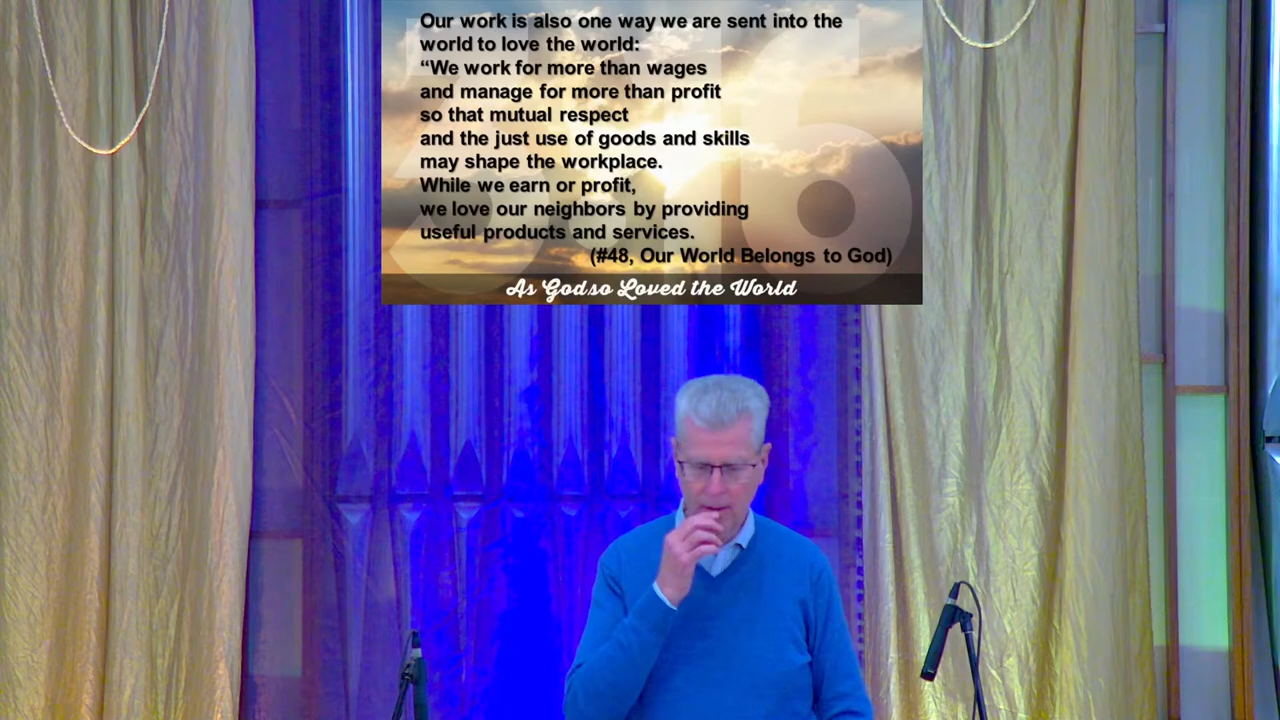 Our work is also one way we are sent into the
world to love the world:
“We work for more than wages
and manage for more than profit
so that mutual respect
and the just use of goods and skills
may shape the workplace.
While we earn or profit,
we love our neighbors by providing
useful products and services.
(#48, Our World Belongs to God)
As God so Loved the World